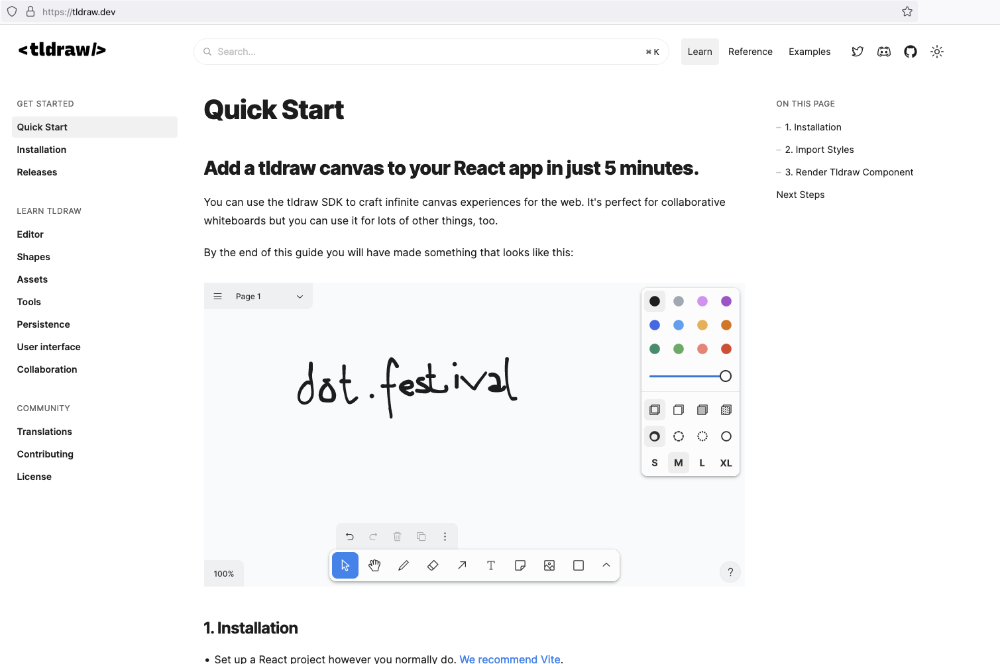 https://tldraw.dev
<tldraw/>
Search...
⌘ K
Learn
Reference
Examples
GET STARTED
Quick Start
Installation
Releases
LEARN TLDRAW
Editor
Shapes
Assets
Tools
Persistence
User interface
Collaboration
COMMUNITY
Translations
Contributing
License
Quick Start
Add a tldraw canvas to your React app in just 5 minutes.
You can use the tldraw SDK to craft infinite canvas experiences for the web. It's perfect for collaborative
whiteboards but you can use it for lots of other things, too.
By the end of this guide you will have made something that looks like this:
Page 1
dot.festival
S M L XL
100%
?
1. Installation
• Set up a React project however you normally do. We recommend Vite.
ON THIS PAGE
– 1. Installation
– 2. Import Styles
– 3. Render Tldraw Component
Next Steps